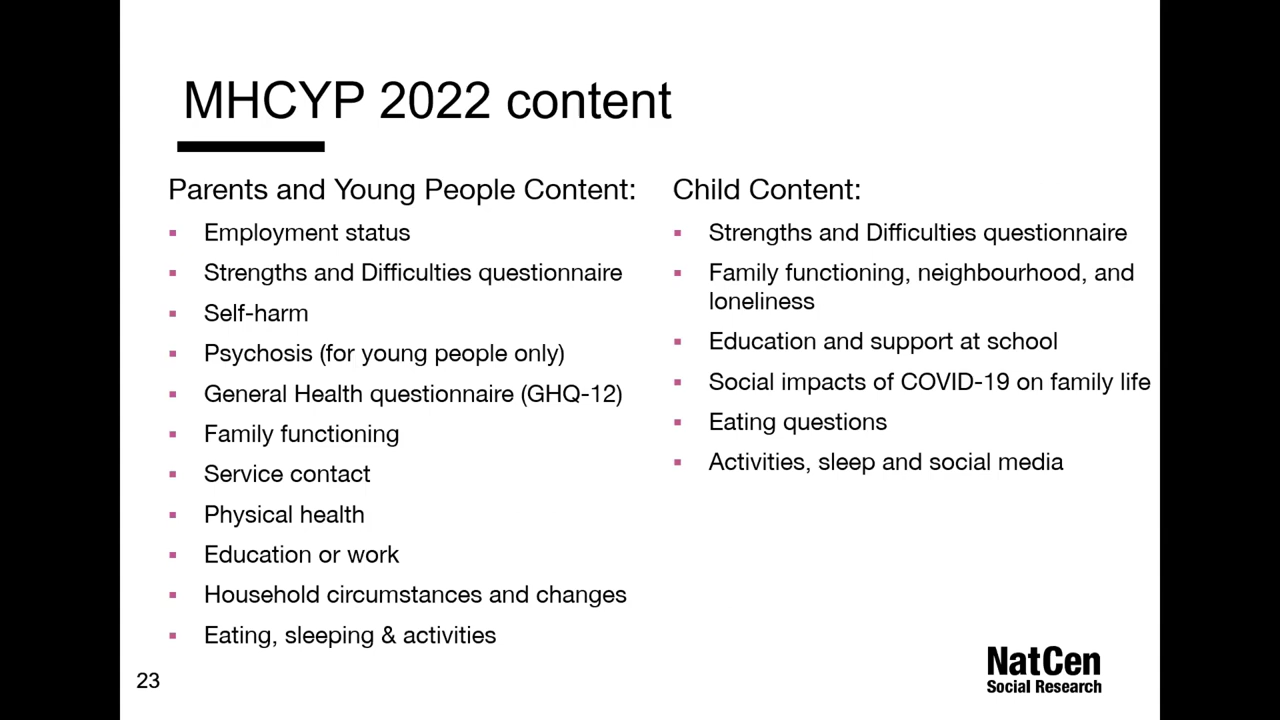 MHCYP 2022 content
Parents and Young People Content:
▪ Employment status
▪ Strengths and Difficulties questionnaire
▪ Self-harm
▪ Psychosis (for young people only)
▪ General Health questionnaire (GHQ-12)
▪ Family functioning
▪ Service contact
▪ Physical health
▪ Education or work
▪ Household circumstances and changes
▪ Eating, sleeping & activities
Child Content:
▪ Strengths and Difficulties questionnaire
▪ Family functioning, neighbourhood, and
loneliness
▪ Education and support at school
▪ Social impacts of COVID-19 on family life
▪ Eating questions
▪ Activities, sleep and social media
23
NatCen
Social Research